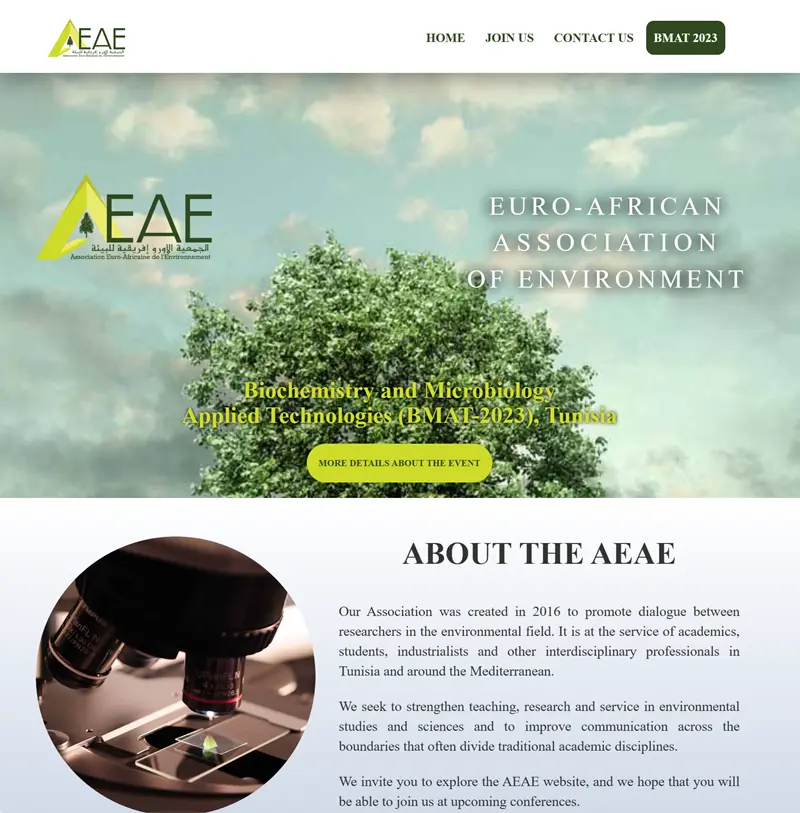 AEAE
الجمعية الاورو إفريقية للبيئة
Association Euro-Africaine de l'Environnement
HOME
JOIN US
CONTACT US
BMAT 2023
AEAE
الجمعية الاورو إفريقية للبيئة
Association Euro-Africaine de l'Environnement
EURO-AFRICAN
ASSOCIATION
OF ENVIRONMENT
Biochemistry and Microbiology
Applied Technologies (BMAT-2023), Tunisia
MORE DETAILS ABOUT THE EVENT
ABOUT THE AEAE
Our Association was created in 2016 to promote dialogue between
researchers in the environmental field. It is at the service of academics,
students, industrialists and other interdisciplinary professionals in
Tunisia and around the Mediterranean.
We seek to strengthen teaching, research and service in environmental
studies and sciences and to improve communication across the
boundaries that often divide traditional academic disciplines.
We invite you to explore the AEAE website, and we hope that you will
be able to join us at upcoming conferences.